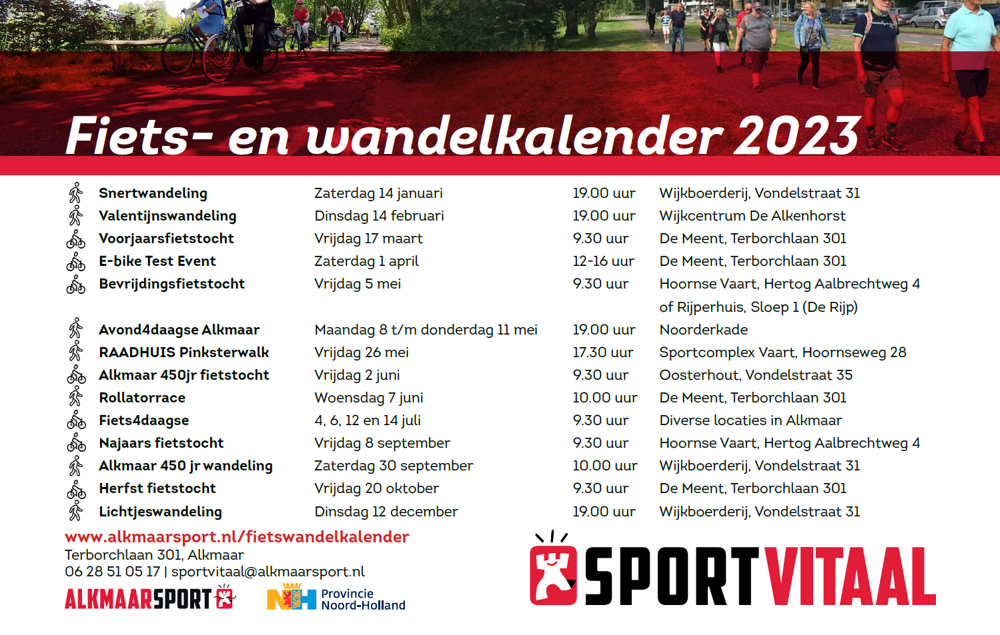 Fiets- en wandelkalender 2023
Snertwandeling Zaterdag 14 januari 19.00 uur Wijkboerderij, Vondelstraat 31
Valentijnswandeling Dinsdag 14 februari 19.00 uur Wijkcentrum De Alkenhorst
Voorjaarsfietstocht Vrijdag 17 maart 9.30 uur De Meent, Terborchlaan 301
E-bike Test Event Zaterdag 1 april 12-16 uur De Meent, Terborchlaan 301
Bevrijdingsfietstocht Vrijdag 5 mei 9.30 uur Hoornse Vaart, Hertog Aalbrechtweg 4
of Rijperhuis, Sloep 1 (De Rijp)
Avond4daagse Alkmaar Maandag 8 t/m donderdag 11 mei 19.00 uur Noorderkade
RAADHUIS Pinksterwalk Vrijdag 26 mei 17.30 uur Sportcomplex Vaart, Hoornseweg 28
Alkmaar 450jr fietstocht Vrijdag 2 juni 9.30 uur Oosterhout, Vondelstraat 35
Rollatorrace Woensdag 7 juni 10.00 uur De Meent, Terborchlaan 301
Fiets4daagse 4, 6, 12 en 14 juli 9.30 uur Diverse locaties in Alkmaar
Najaars fietstocht Vrijdag 8 september 9.30 uur Hoornse Vaart, Hertog Aalbrechtweg 4
Alkmaar 450 jr wandeling Zaterdag 30 september 10.00 uur Wijkboerderij, Vondelstraat 31
Herfst fietstocht Vrijdag 20 oktober 9.30 uur De Meent, Terborchlaan 301
Lichtjeswandeling Dinsdag 12 december 19.00 uur Wijkboerderij, Vondelstraat 31
www.alkmaarsport.nl/fietswandelkalender
Terborchlaan 301, Alkmaar
06 28 51 05 17 | sportvitaal@alkmaarsport.nl
ALKMAARSPORT
NH Provincie
Noord-Holland
SPORTVITAAL